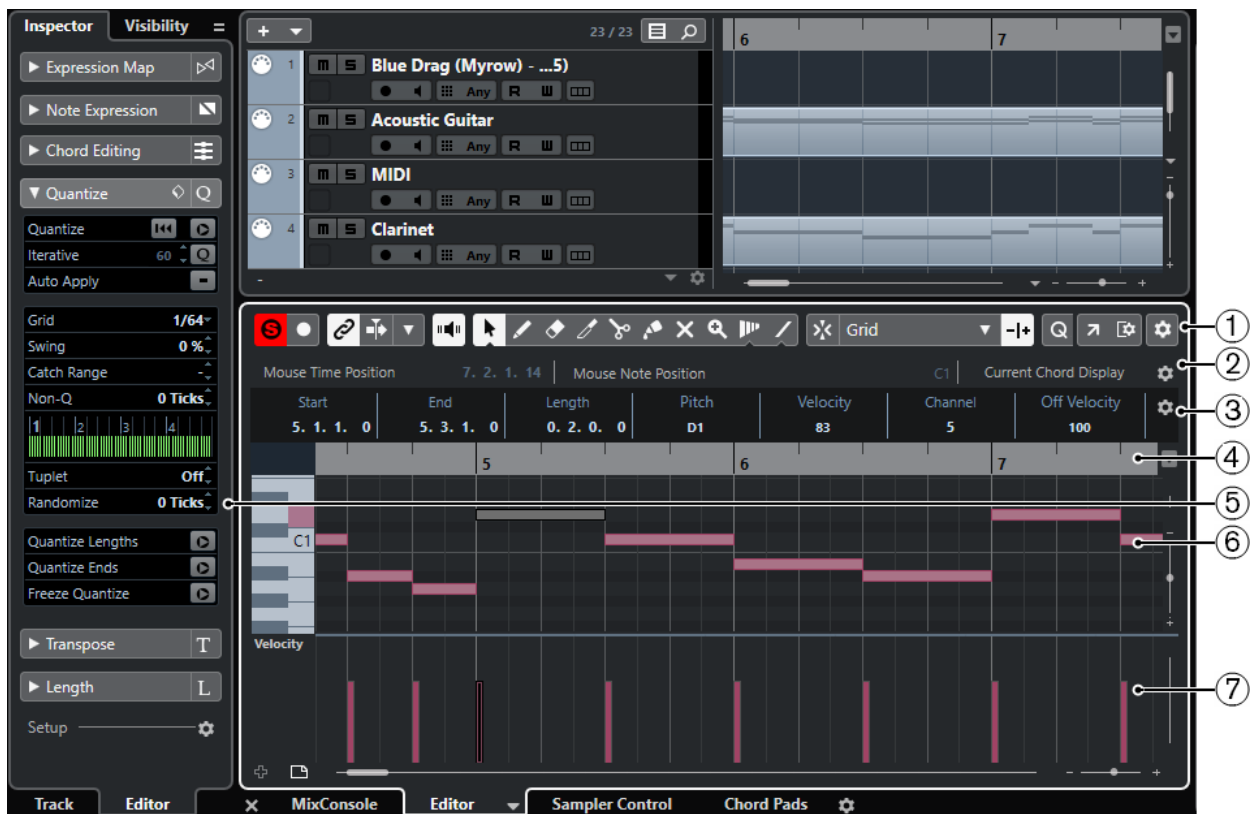 Inspector Visibility
Expression Map
Note Expression
Chord Editing
Quantize Q
Quantize
Iterative 60 Q
Auto Apply
Grid 1/64
Swing 0 %
Catch Range -
Non-Q 0 Ticks
1 2 3 4
Tuplet Off
Randomize 0 Ticks
Quantize Lengths
Quantize Ends
Freeze Quantize
Transpose T
Length L
Setup
Track Editor
+ 23 / 23
1 m S Blue Drag (Myrow) - ...5)
Any R W
2 m S Acoustic Guitar
Any R W
3 m S MIDI
Any R W
4 m S Clarinet
Any R W
-
6 7
- +
S Grid Q
Mouse Time Position 7. 2. 1. 14 Mouse Note Position C1 Current Chord Display
Start End Length Pitch Velocity Channel Off Velocity
5. 1. 1. 0 5. 3. 1. 0 0. 2. 0. 0 D1 83 5 100
5 6 7
C1
Velocity
- +
MixConsole Editor Sampler Control Chord Pads
1
2
3
4
5
6
7